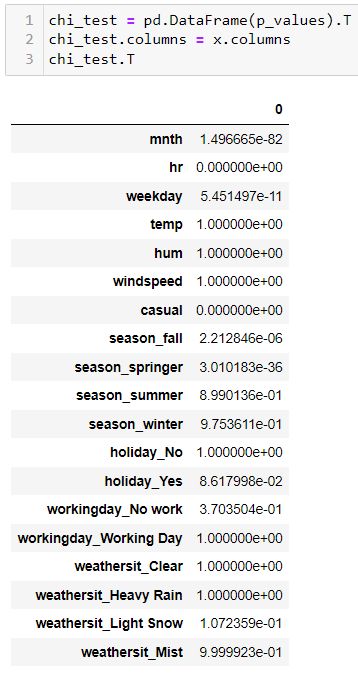 1 chi_test = pd.DataFrame(p_values).T
2 chi_test.columns = x.columns
3 chi_test.T
0
mnth 1.496665e-82
hr 0.000000e+00
weekday 5.451497e-11
temp 1.000000e+00
hum 1.000000e+00
windspeed 1.000000e+00
casual 0.000000e+00
season_fall 2.212846e-06
season_springer 3.010183e-36
season_summer 8.990136e-01
season_winter 9.753611e-01
holiday_No 1.000000e+00
holiday_Yes 8.617998e-02
workingday_No work 3.703504e-01
workingday_Working Day 1.000000e+00
weathersit_Clear 1.000000e+00
weathersit_Heavy Rain 1.000000e+00
weathersit_Light Snow 1.072359e-01
weathersit_Mist 9.999923e-01